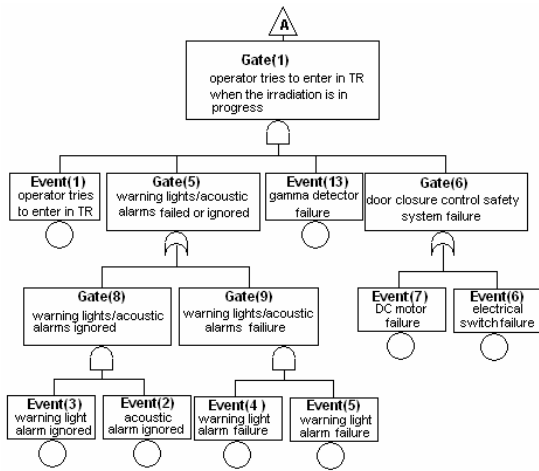 A
Gate(1)
operator tries to enter in TR
when the irradiation is in
progress
Event(1)
operator tries
to enter in TR
Gate(5)
warning lights/acoustic
alarms failed or ignored
Event(13)
gamma detector
failure
Gate(6)
door closure control safety
system failure
Gate(8)
warning lights/acoustic
alarms ignored
Gate(9)
warning lights/acoustic
alarms failure
Event(7)
DC motor
failure
Event(6)
electrical
switch failure
Event(3)
warning light
alarm ignored
Event(2)
acoustic
alarm ignored
Event(4 )
warning light
alarm failure
Event(5)
warning light
alarm failure